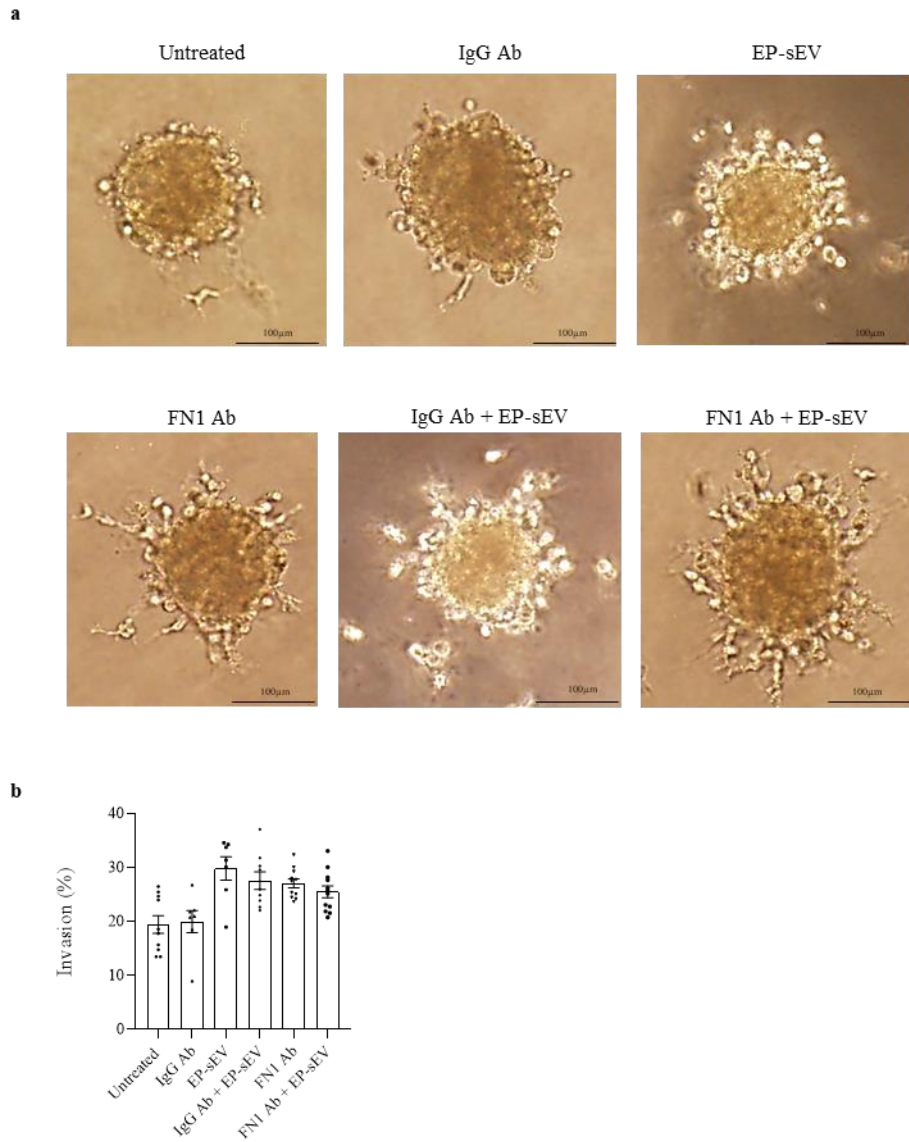 a
Untreated
IgG Ab
EP-sEV
100µm
100µm
100µm
FN1 Ab
IgG Ab + EP-sEV
FN1 Ab + EP-sEV
100µm
100µm
100µm
b
Invasion (%)
40
30
20
10
0
Untreated
IgG Ab
EP-sEV
IgG Ab + EP-sEV
FN1 Ab
FN1 Ab + EP-sEV